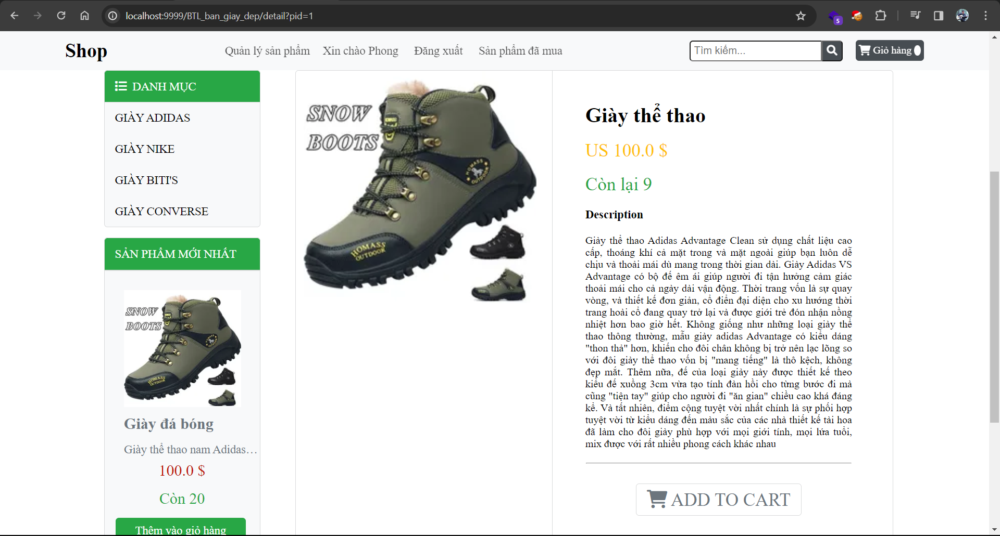 localhost:9999/BTL_ban_giay_dep/detail?pid=1
5
Shop
Quản lý sản phẩm
Xin chào Phong
Đăng xuất
Sản phẩm đã mua
Tìm kiếm...
Giỏ hàng
DANH MỤC
GIÀY ADIDAS
GIÀY NIKE
GIÀY BITI'S
GIÀY CONVERSE
SẢN PHẨM MỚI NHẤT
SNOW
BOOTS
HOMASS
OUTDOOR
HOMASS
OUTDOOR
Giày đá bóng
Giày thể thao nam Adidas...
100.0 $
Còn 20
Thêm vào giỏ hàng
SNOW
BOOTS
HOMASS
OUTDOOR
HOMASS
OUTDOOR
Giày thể thao
US 100.0 $
Còn lại 9
Description
Giày thể thao Adidas Advantage Clean sử dụng chất liệu cao
cấp, thoáng khí cả mặt trong và mặt ngoài giúp bạn luôn dễ
chịu và thoải mái dù mang trong thời gian dài. Giày Adidas VS
Advantage có bộ đế êm ái giúp người đi tận hưởng cảm giác
thoải mái cho cả ngày dài vận động. Thời trang vốn là sự quay
vòng, và thiết kế đơn giản, cổ điển đại diện cho xu hướng thời
trang hoài cổ đang quay trở lại và được giới trẻ đón nhận nồng
nhiệt hơn bao giờ hết. Không giống như những loại giày thể
thao thông thường, mẫu giày adidas Advantage có kiểu dáng
"thon thả" hơn, khiến cho đôi chân không bị trở nên lạc lõng so
với đôi giày thể thao vốn bị "mang tiếng" là thô kệch, không
đẹp mắt. Thêm nữa, đế của loại giày này được thiết kế theo
kiểu đế xuồng 3cm vừa tạo tính đàn hồi cho từng bước đi mà
cũng "tiện tay" giúp cho người đi "ăn gian" chiều cao khá đáng
kể. Và tất nhiên, điểm cộng tuyệt vời nhất chính là sự phối hợp
tuyệt vời từ kiểu dáng đến màu sắc của các nhà thiết kế tài hoa
đã làm cho đôi giày phù hợp với mọi giới tính, mọi lứa tuổi,
mix được với rất nhiều phong cách khác nhau
ADD TO CART